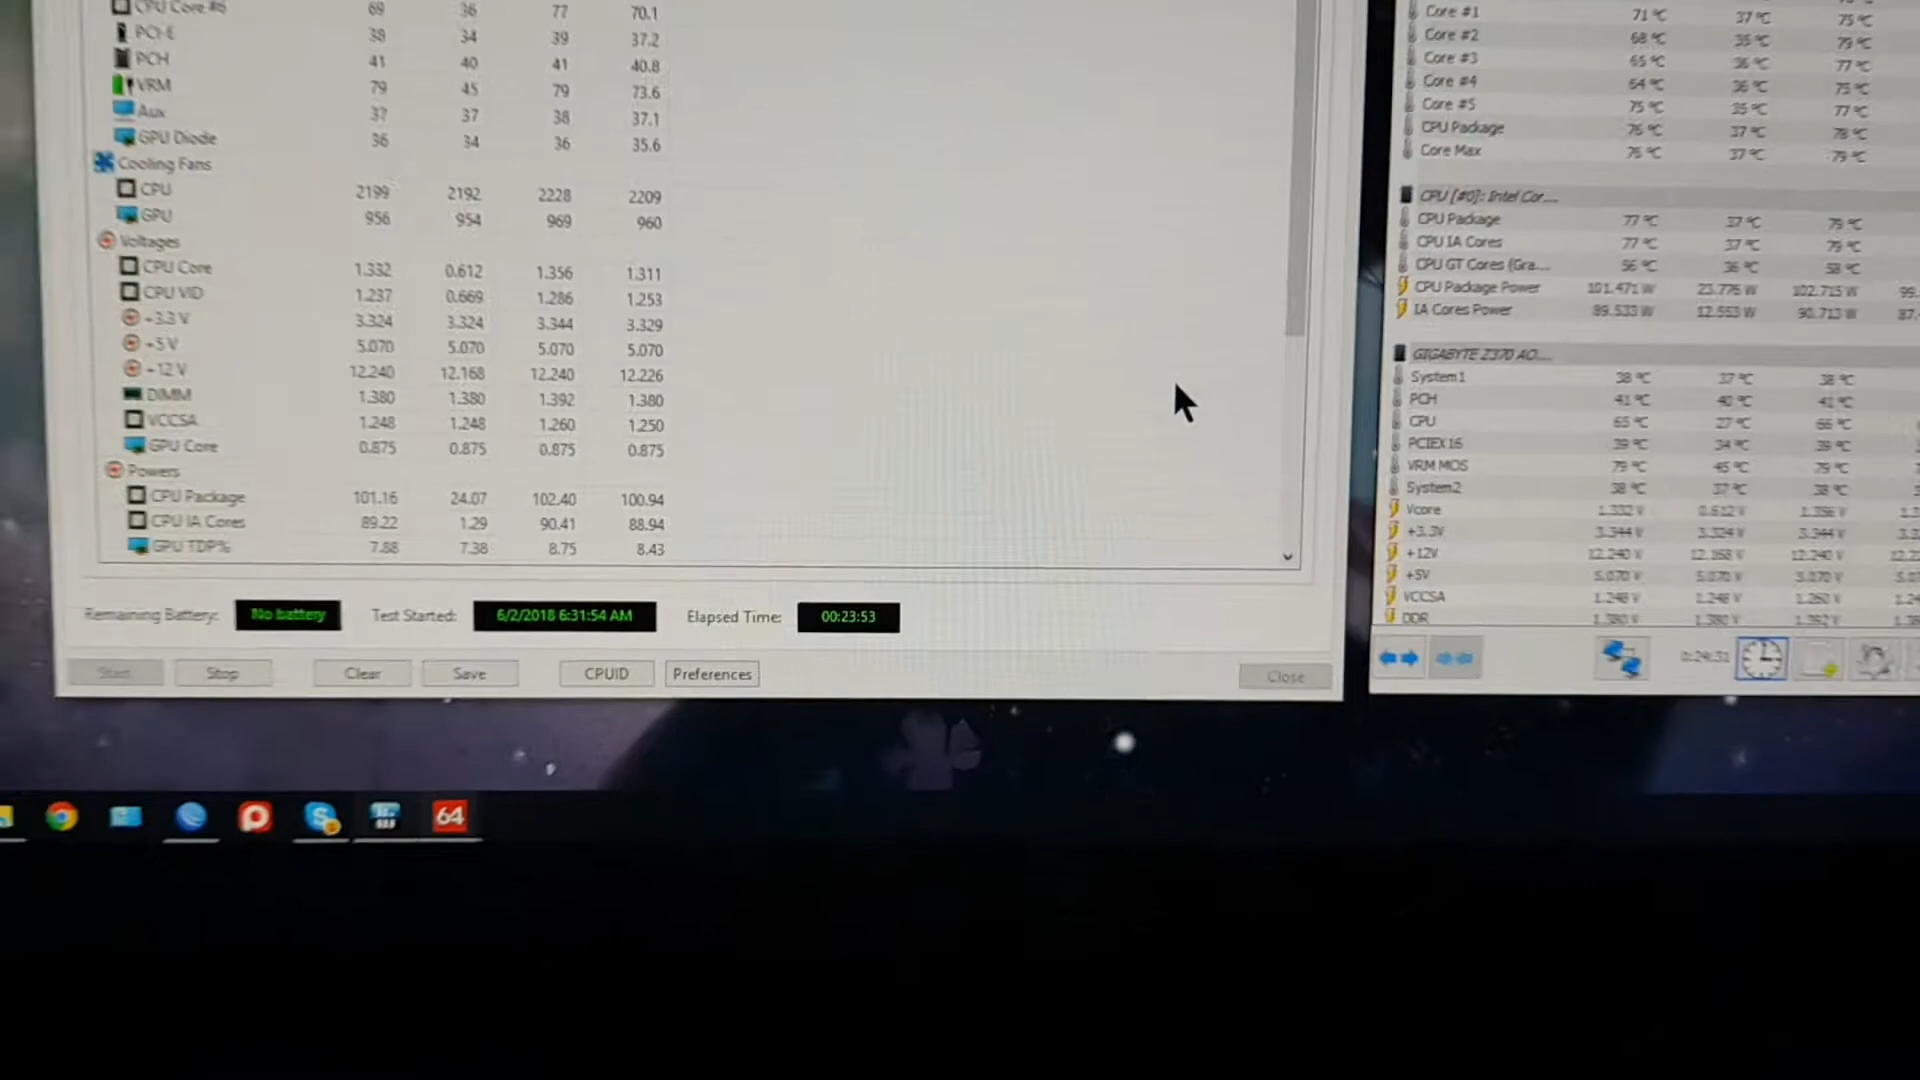 CPU Core #6 69 36 77 70.1
PCI-E 38 34 39 37.2
PCH 41 40 41 40.8
VRM 79 45 79 73.6
Aux 37 37 38 37.1
GPU Diode 36 34 36 35.6
Cooling Fans
CPU 2199 2192 2228 2209
GPU 956 954 969 960
Voltages
CPU Core 1.332 0.612 1.356 1.311
CPU VID 1.237 0.669 1.286 1.253
+3.3 V 3.324 3.324 3.344 3.329
+5 V 5.070 5.070 5.070 5.070
+12 V 12.240 12.168 12.240 12.226
DIMM 1.380 1.380 1.392 1.380
VCCSA 1.248 1.248 1.260 1.250
GPU Core 0.875 0.875 0.875 0.875
Powers
CPU Package 101.16 24.07 102.40 100.94
CPU IA Cores 89.22 1.29 90.41 88.94
GPU TDP% 7.88 7.38 8.75 8.43
Remaining Battery: No battery Test Started: 6/2/2018 6:31:54 AM Elapsed Time: 00:23:53
Start Stop Clear Save CPUID Preferences Close
Core #1 71 °C 37 °C 75 °C
Core #2 68 °C 35 °C 79 °C
Core #3 65 °C 36 °C 77 °C
Core #4 64 °C 36 °C 75 °C
Core #5 75 °C 35 °C 77 °C
CPU Package 76 °C 37 °C 78 °C
Core Max 76 °C 37 °C 79 °C
CPU [#0]: Intel Cor....
CPU Package 77 °C 37 °C 79 °C
CPU IA Cores 77 °C 37 °C 79 °C
CPU GT Cores (Gra... 56 °C 36 °C 58 °C
CPU Package Power 101.471 W 23.776 W 102.715 W 99.
IA Cores Power 89.533 W 12.553 W 90.713 W 87.
GIGABYTE Z370 AO....
System1 38 °C 37 °C 38 °C
PCH 41 °C 40 °C 41 °C
CPU 65 °C 27 °C 66 °C
PCIEX16 39 °C 34 °C 39 °C
VRM MOS 79 °C 45 °C 79 °C
System2 38 °C 37 °C 38 °C
Vcore 1.332 V 0.612 V 1.356 V
+3.3V 3.344 V 3.324 V 3.344 V
+12V 12.240 V 12.168 V 12.240 V
+5V 5.070 V 5.070 V 5.070 V
VCCSA 1.248 V 1.248 V 1.260 V
DDR 1.380 V 1.380 V 1.392 V
0:24:31
64